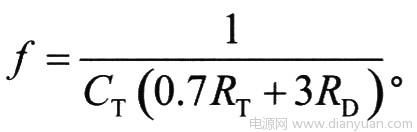 f = 1 / C_T (0.7R_T + 3R_D)。
电源网 www.dianyuan.com